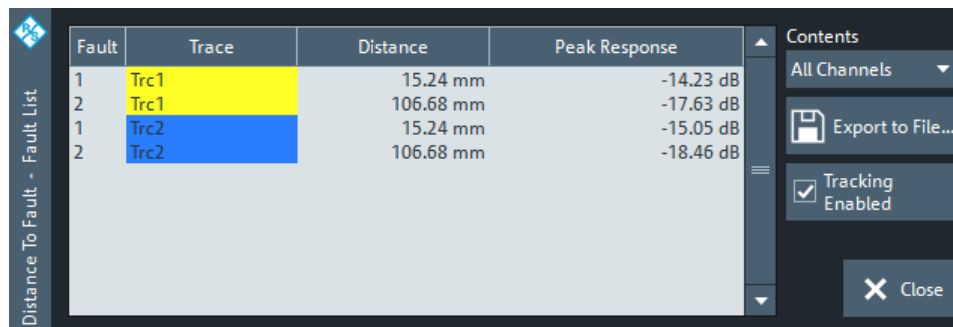 R&S
Distance To Fault - Fault List
Fault Trace Distance Peak Response
1 Trc1 15.24 mm -14.23 dB
2 Trc1 106.68 mm -17.63 dB
1 Trc2 15.24 mm -15.05 dB
2 Trc2 106.68 mm -18.46 dB
Contents
All Channels
Export to File...
Tracking
Enabled
Close